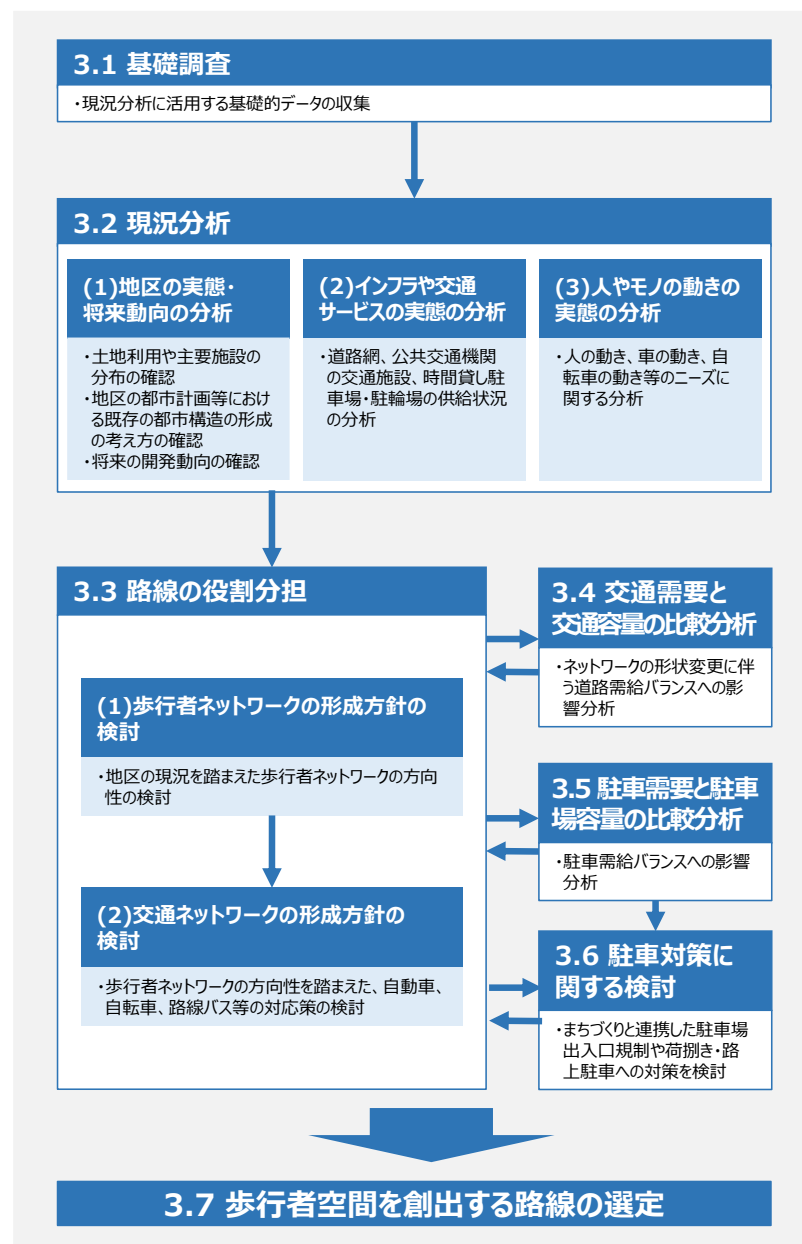 3.1 基礎調査
・現況分析に活用する基礎的データの収集
3.2 現況分析
(1)地区の実態・
将来動向の分析
・土地利用や主要施設の
分布の確認
・地区の都市計画等におけ
る既存の都市構造の形成
の考え方の確認
・将来の開発動向の確認
(2)インフラや交通
サービスの実態の分析
・道路網、公共交通機関
の交通施設、時間貸し駐
車場・駐輪場の供給状況
の分析
(3)人やモノの動きの
実態の分析
・人の動き、車の動き、自
転車の動き等のニーズに
関する分析
3.3 路線の役割分担
(1)歩行者ネットワークの形成方針の
検討
・地区の現況を踏まえた歩行者ネットワークの方向
性の検討
(2)交通ネットワークの形成方針の
検討
・歩行者ネットワークの方向性を踏まえた、自動車、
自転車、路線バス等の対応策の検討
3.4 交通需要と
交通容量の比較分析
・ネットワークの形状変更に伴
う道路需給バランスへの影
響分析
3.5 駐車需要と駐車
場容量の比較分析
・駐車需給バランスへの影響
分析
3.6 駐車対策に
関する検討
・まちづくりと連携した駐車場
出入口規制や荷捌き・路
上駐車への対策を検討
3.7 歩行者空間を創出する路線の選定